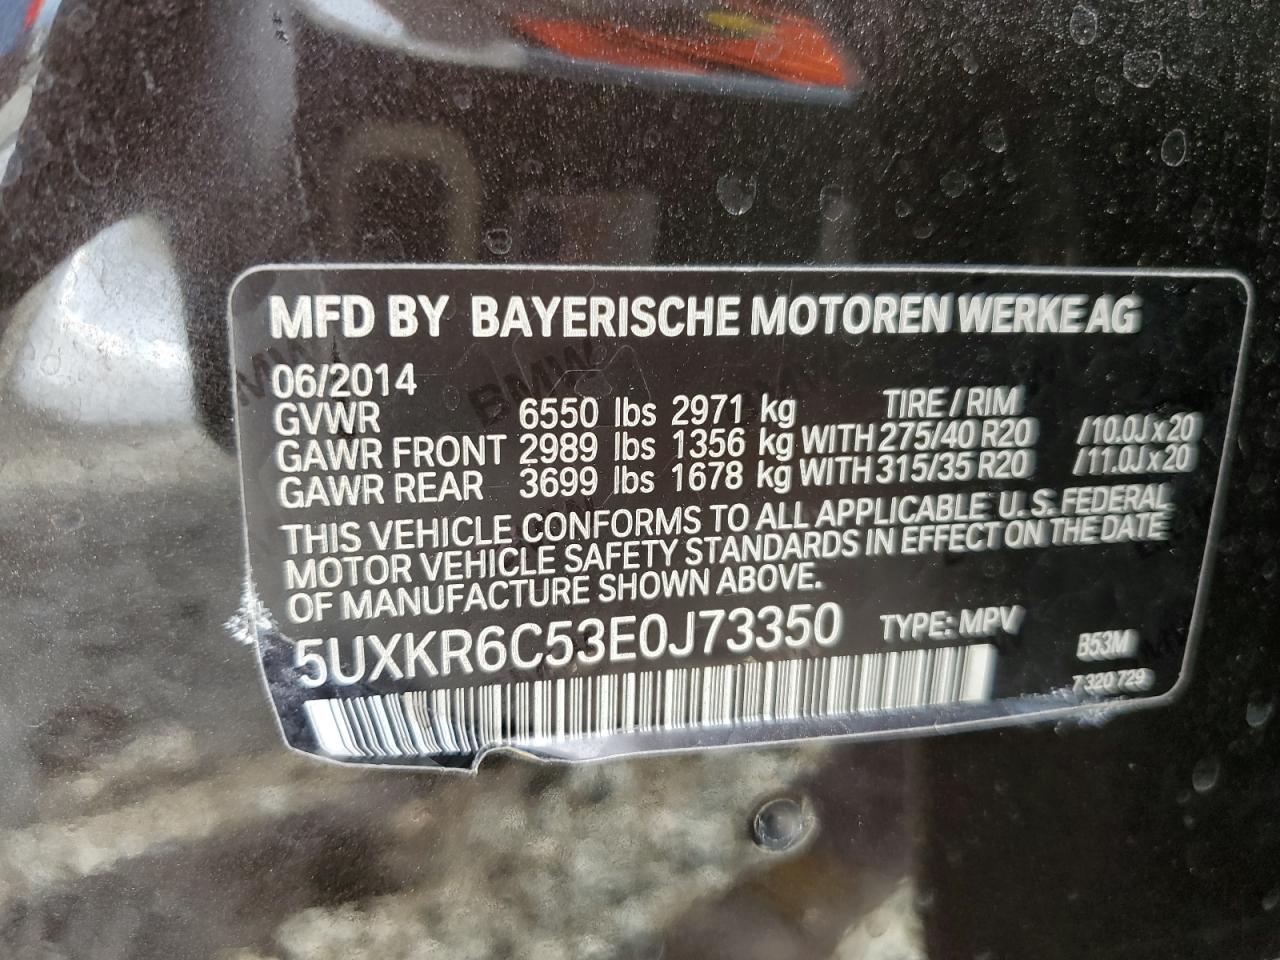 MFD BY BAYERISCHE MOTOREN WERKE AG
06/2014
GVWR 6550 lbs 2971 kg TIRE / RIM
GAWR FRONT 2989 lbs 1356 kg WITH 275/40 R20 /10.0J x 20
GAWR REAR 3699 lbs 1678 kg WITH 315/35 R20 /11.0J x 20
THIS VEHICLE CONFORMS TO ALL APPLICABLE U.S. FEDERAL
MOTOR VEHICLE SAFETY STANDARDS IN EFFECT ON THE DATE
OF MANUFACTURE SHOWN ABOVE.
5UXKR6C53E0J73350 TYPE: MPV B53M
7 320 729